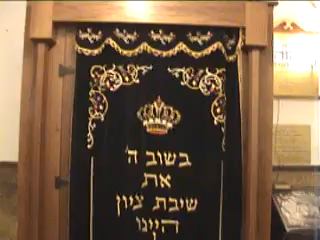 בשוב ה'
את
שיבת ציון
היינו